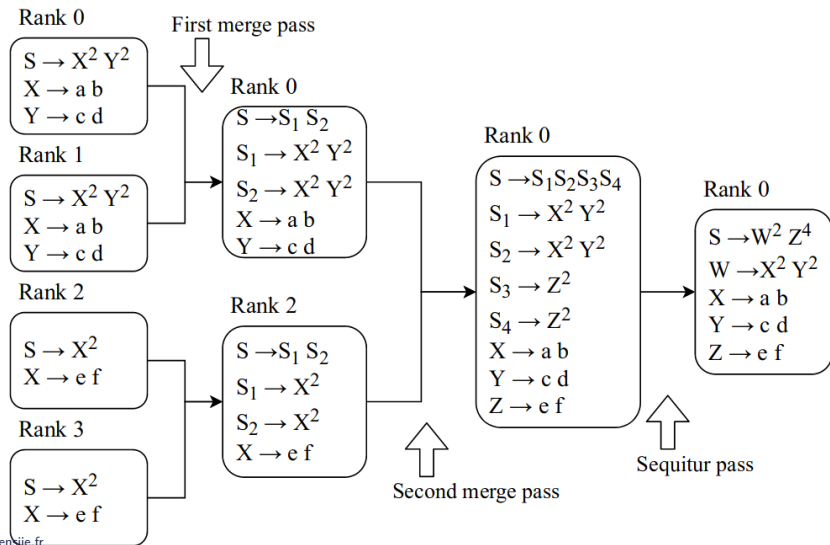 Rank 0
S → X² Y²
X → a b
Y → c d
Rank 1
S → X² Y²
X → a b
Y → c d
Rank 2
S → X²
X → e f
Rank 3
S → X²
X → e f
First merge pass
Rank 0
S →S₁ S₂
S₁ → X² Y²
S₂ → X² Y²
X → a b
Y → c d
Rank 2
S →S₁ S₂
S₁ → X²
S₂ → X²
X → e f
Second merge pass
Rank 0
S →S₁S₂S₃S₄
S₁ → X² Y²
S₂ → X² Y²
S₃ → Z²
S₄ → Z²
X → a b
Y → c d
Z → e f
Sequitur pass
Rank 0
S →W² Z⁴
W →X² Y²
X → a b
Y → c d
Z → e f